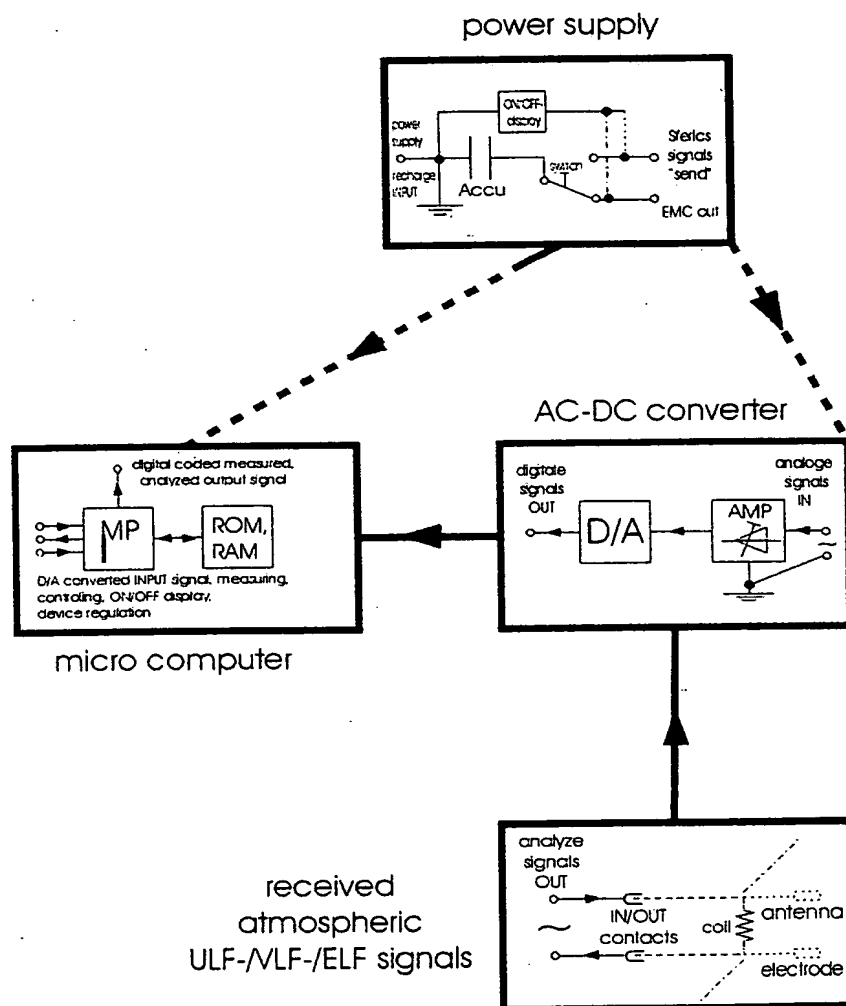 power supply
ON/OFF-
display
power
supply
recharge
INPUT
Accu
switch
Sferics
signals
"send"
EMC out
AC-DC converter
digitale
signals
OUT
D/A
AMP
analoge
signals
IN
~
digital coded measured,
analyzed output signal
MP
ROM,
RAM
D/A converted INPUT signal, measuring,
controling, ON/OFF display,
device regulation
micro computer
received
atmospheric
ULF-/VLF-/ELF signals
analyze
signals
OUT
~
IN/OUT
contacts
coil
antenna
electrode